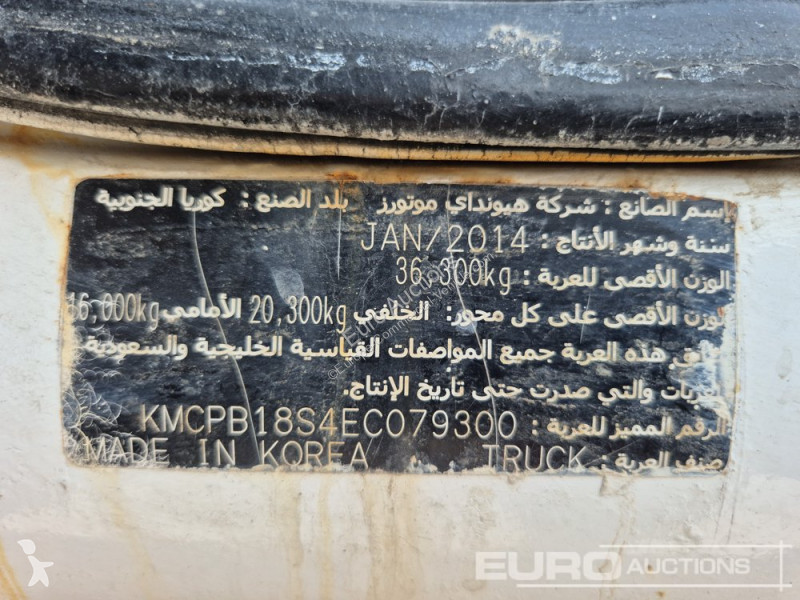 اسم الصانع : شركة هيونداي موتورز بلد الصنع : كوريا الجنوبية
سنة وشهر الأنتاج : JAN/2014
الوزن الأقصى للعربة : 36,300kg
الوزن الأقصى على كل محور: الخلفي 20,300kg الأمامي 16,000kg
هذه العربة جميع المواصفات القياسية الخليجية والسعودية
والتي صدرت حتى تاريخ الإنتاج.
الرقم المميز للعربة : KMCPB18S4EC079300
صنف العربة : TRUCK MADE IN KOREA
EURO AUCTIONS